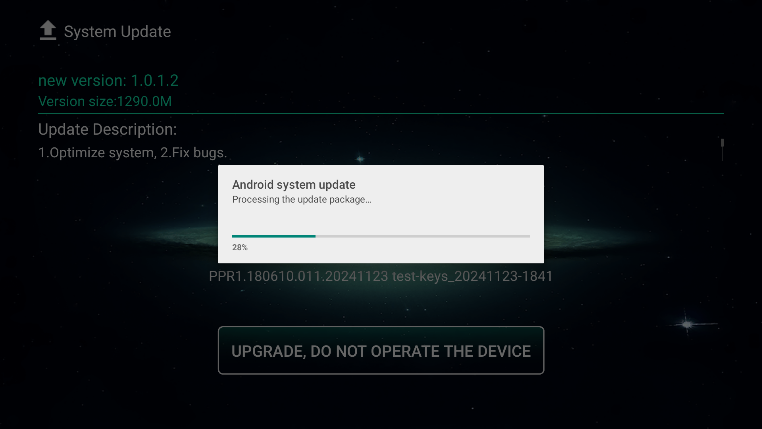 System Update
new version: 1.0.1.2
Version size:1290.0M
Update Description:
1.Optimize system, 2.Fix bugs.
Android system update
Processing the update package...
28%
PPR1.180610.011.20241123 test-keys_20241123-1841
UPGRADE, DO NOT OPERATE THE DEVICE